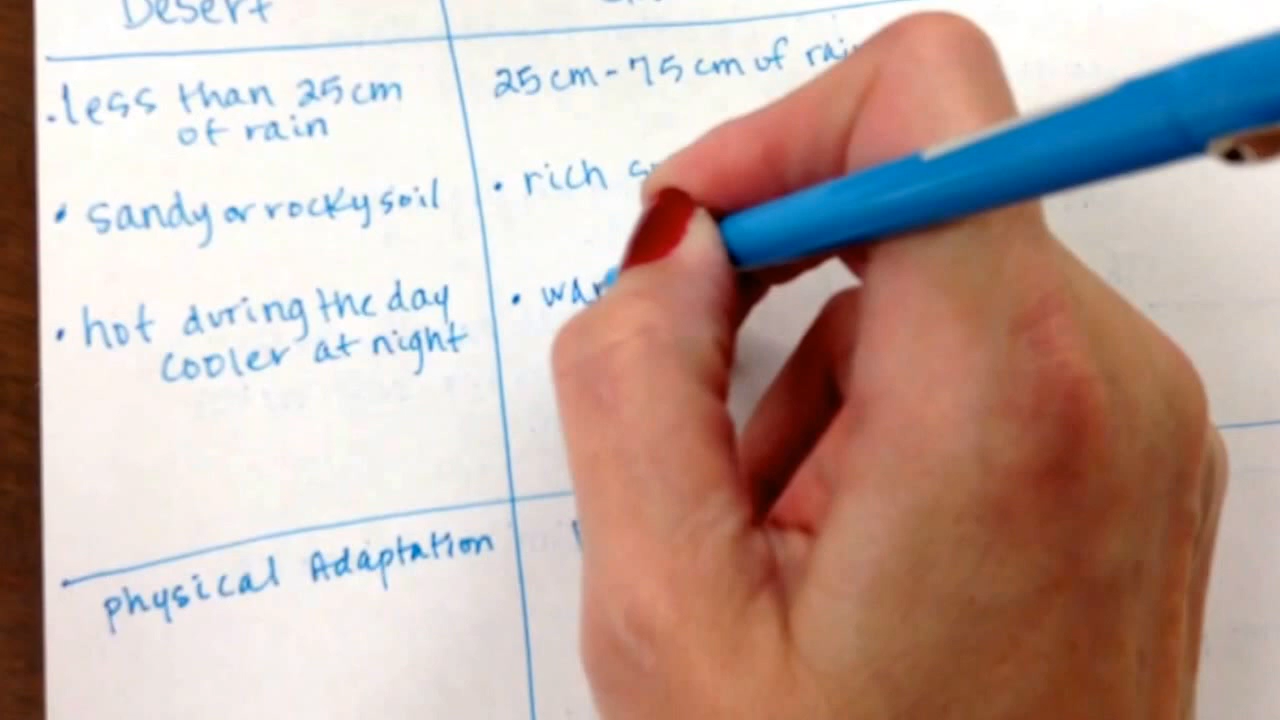 Desert
.less than 25cm
of rain
• sandy or rocky soil
• hot during the day
cooler at night
physical Adaptation
25cm-75cm of
• rich
•